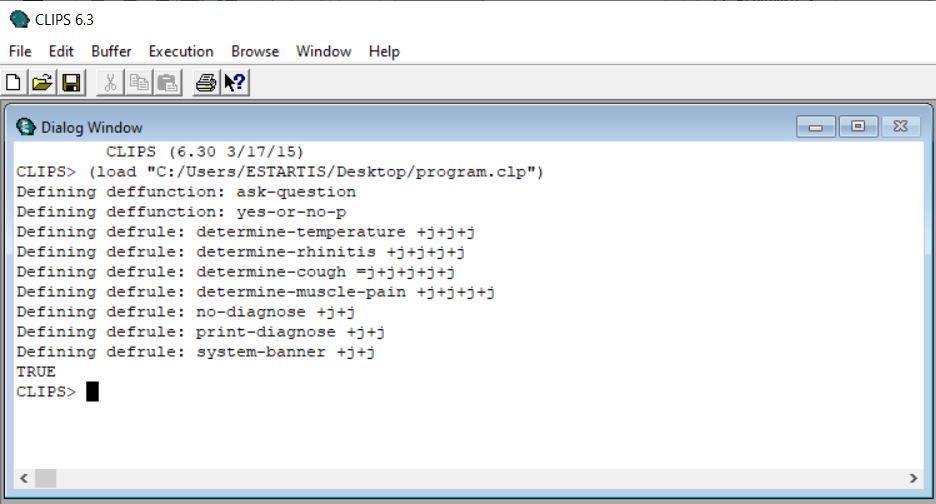 CLIPS 6.3
File Edit Buffer Execution Browse Window Help
Dialog Window
CLIPS (6.30 3/17/15)
CLIPS> (load "C:/Users/ESTARTIS/Desktop/program.clp")
Defining deffunction: ask-question
Defining deffunction: yes-or-no-p
Defining defrule: determine-temperature +j+j+j
Defining defrule: determine-rhinitis +j+j+j+j
Defining defrule: determine-cough =j+j+j+j+j
Defining defrule: determine-muscle-pain +j+j+j+j
Defining defrule: no-diagnose +j+j
Defining defrule: print-diagnose +j+j
Defining defrule: system-banner +j+j
TRUE
CLIPS>